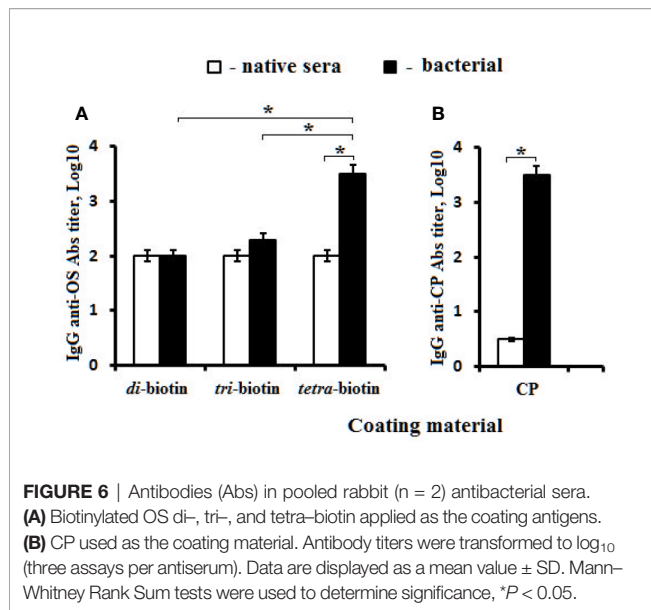 - native sera - bacterial
A
B
*
*
*
*
IgG anti-OS Abs titer, Log10
4
3
2
1
0
di-biotin tri-biotin tetra-biotin
IgG anti-CP Abs titer, Log10
4
3
2
1
0
CP
Coating material
FIGURE 6 | Antibodies (Abs) in pooled rabbit (n = 2) antibacterial sera.
(A) Biotinylated OS di–, tri–, and tetra–biotin applied as the coating antigens.
(B) CP used as the coating material. Antibody titers were transformed to log₁₀
(three assays per antiserum). Data are displayed as a mean value ± SD. Mann–
Whitney Rank Sum tests were used to determine significance, *P < 0.05.